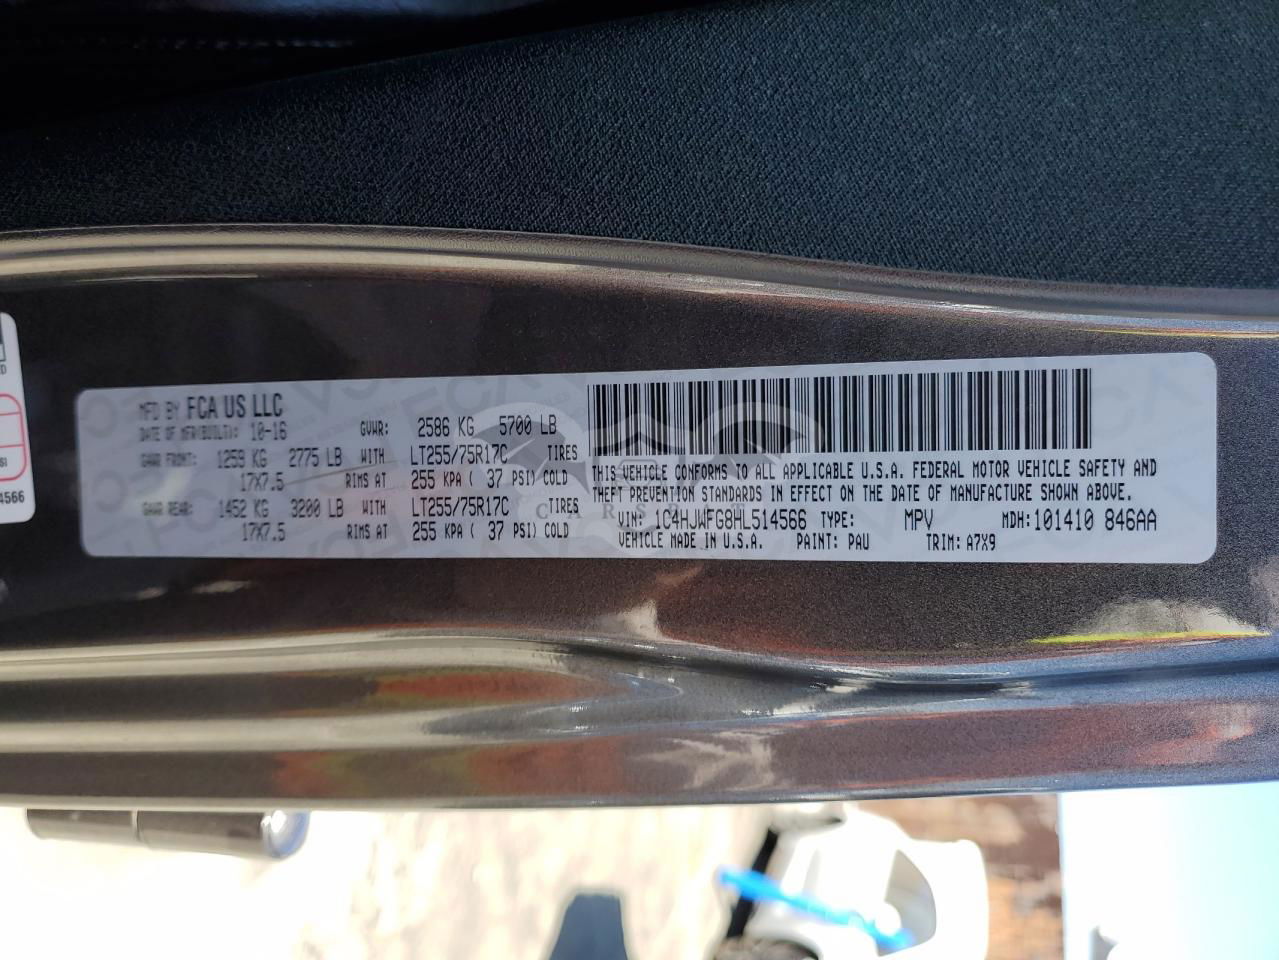 MFD BY FCA US LLC
DATE OF MFR(BUILT): 10-16 GVWR: 2586 KG 5700 LB
GAWR FRONT: 1259 KG 2775 LB WITH LT255/75R17C TIRES
17X7.5 RIMS AT 255 KPA ( 37 PSI) COLD
GAWR REAR: 1452 KG 3200 LB WITH LT255/75R17C TIRES
17X7.5 RIMS AT 255 KPA ( 37 PSI) COLD
THIS VEHICLE CONFORMS TO ALL APPLICABLE U.S.A. FEDERAL MOTOR VEHICLE SAFETY AND
THEFT PREVENTION STANDARDS IN EFFECT ON THE DATE OF MANUFACTURE SHOWN ABOVE.
VIN: 1C4HJWFG8HL514566 TYPE: MPV MDH:101410 846AA
VEHICLE MADE IN U.S.A. PAINT: PAU TRIM: A7X9
CARSPOT
SI
4566